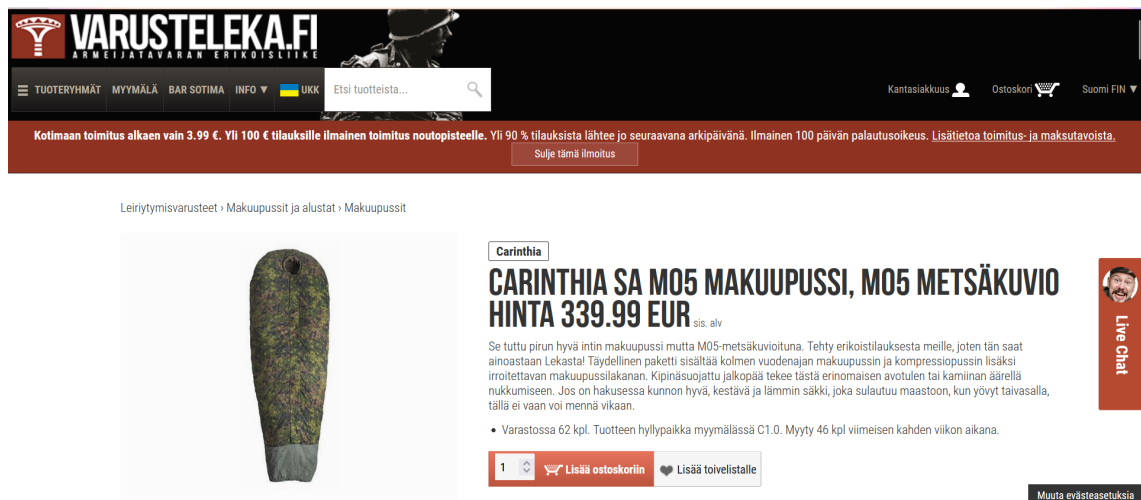 VARUSTELEKA.FI
ARMEIJATAVARAN ERIKOISLIIKE
TUOTERYHMÄT MYYMÄLÄ BAR SOTIMA INFO ▼ UKK Etsi tuotteista... Kantasiakkuus Ostoskori Suomi FIN ▼
Kotimaan toimitus alkaen vain 3.99 €. Yli 100 € tilauksille ilmainen toimitus noutopisteelle. Yli 90 % tilauksista lähtee jo seuraavana arkipäivänä. Ilmainen 100 päivän palautusoikeus. Lisätietoa toimitus- ja maksutavoista.
Sulje tämä ilmoitus
Leiriytymisvarusteet › Makuupussit ja alustat › Makuupussit
Carinthia
CARINTHIA SA M05 MAKUUPUSSI, M05 METSÄKUVIO
HINTA 339.99 EUR sis. alv
Se tuttu pirun hyvä intin makuupussi mutta M05-metsäkuvioituna. Tehty erikoistilauksesta meille, joten tän saat
ainoastaan Lekasta! Täydellinen paketti sisältää kolmen vuodenajan makuupussin ja kompressiopussin lisäksi
irroitettavan makuupussilakanan. Kipinäsuojattu jalkopää tekee tästä erinomaisen avotulen tai kamiinan äärellä
nukkumiseen. Jos on hakusessa kunnon hyvä, kestävä ja lämmin säkki, joka sulautuu maastoon, kun yövyt taivasalla,
tällä ei vaan voi mennä vikaan.
• Varastossa 62 kpl. Tuotteen hyllypaikka myymälässä C1.0. Myyty 46 kpl viimeisen kahden viikon aikana.
1 Lisää ostoskoriin Lisää toivelistalle
Live Chat
Muuta evästeasetuksia